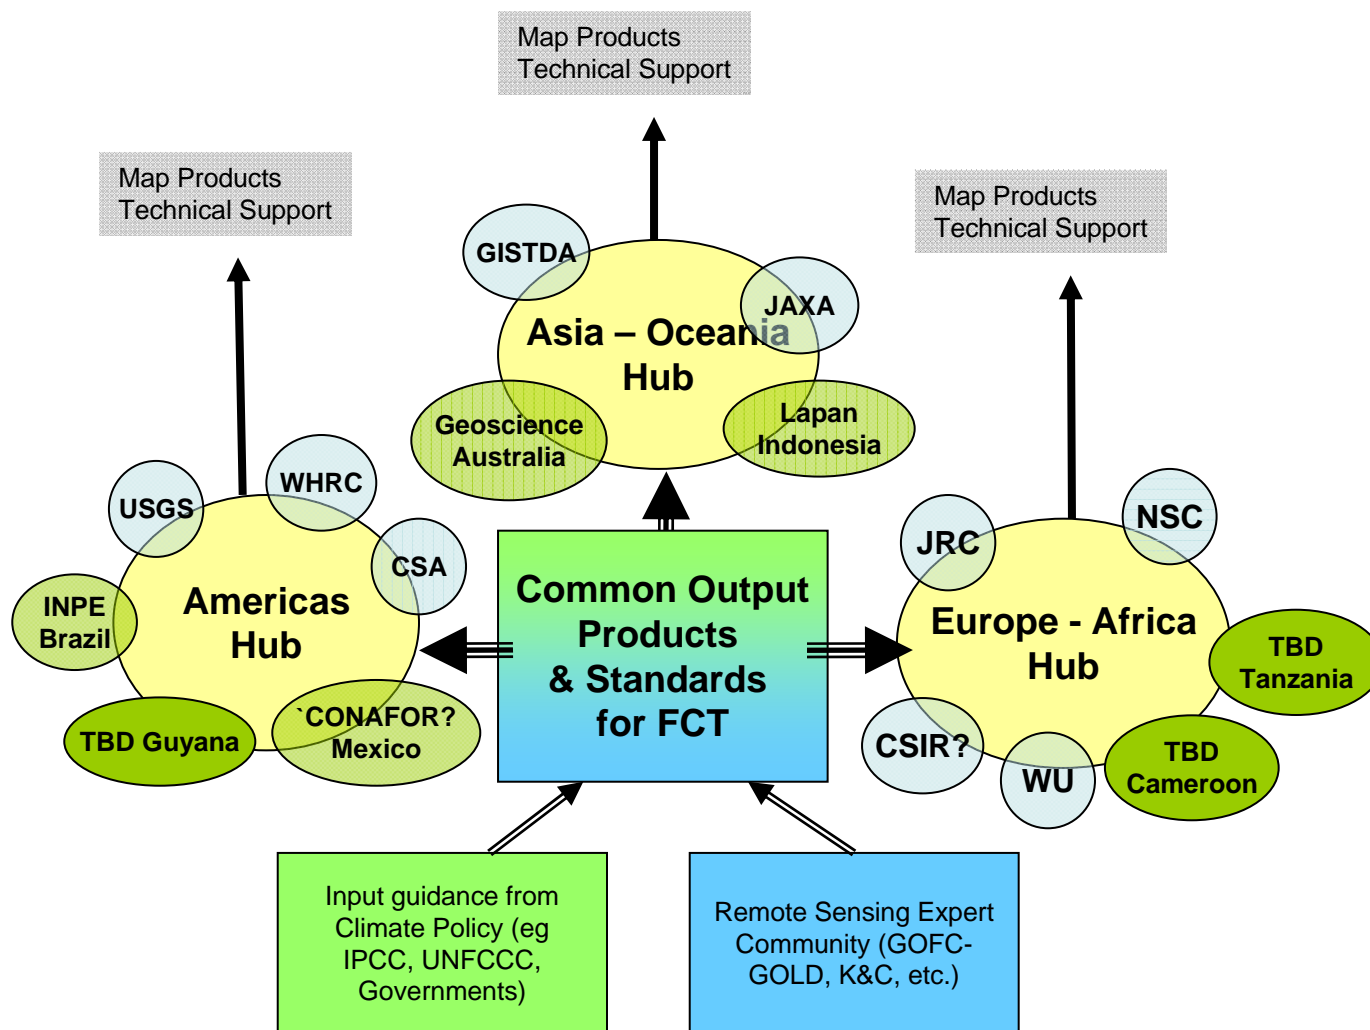 Map Products
Technical Support
Map Products
Technical Support
Map Products
Technical Support
GISTDA
JAXA
Asia – Oceania
Hub
Geoscience
Australia
Lapan
Indonesia
USGS
WHRC
CSA
INPE
Brazil
Americas
Hub
TBD Guyana
`CONAFOR?
Mexico
Common Output
Products
& Standards
for FCT
JRC
NSC
Europe - Africa
Hub
TBD
Tanzania
CSIR?
WU
TBD
Cameroon
Input guidance from
Climate Policy (eg
IPCC, UNFCCC,
Governments)
Remote Sensing Expert
Community (GOFC-
GOLD, K&C, etc.)